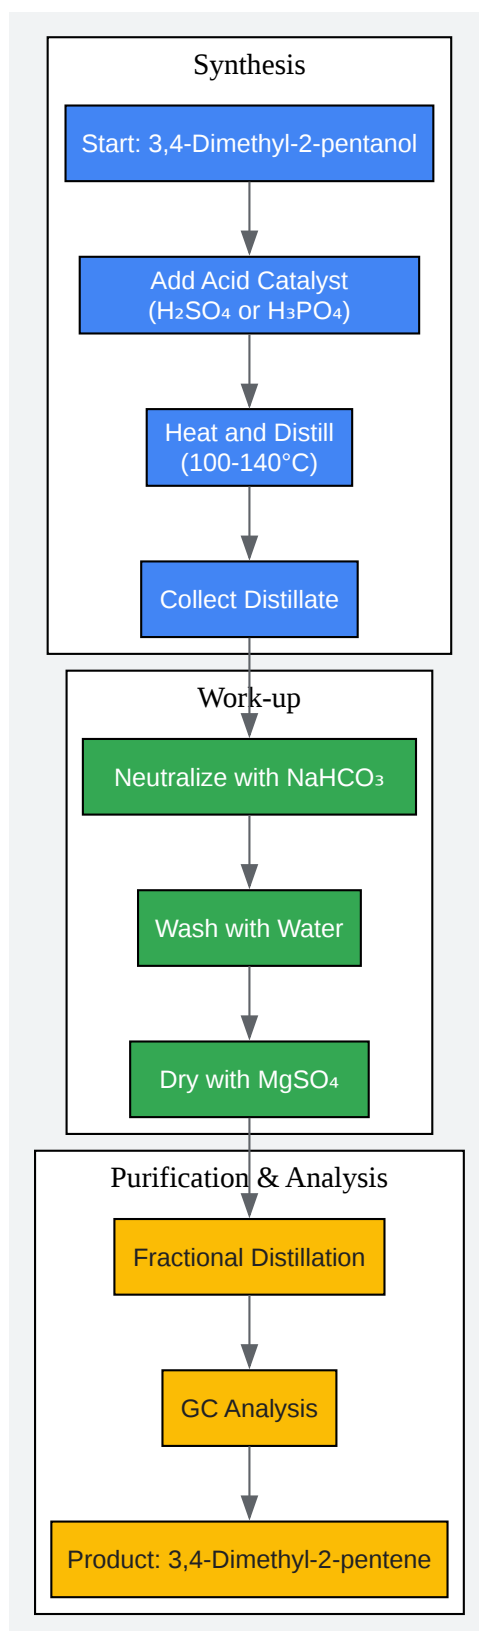 Synthesis
Start: 3,4-Dimethyl-2-pentanol
Add Acid Catalyst
(H₂SO₄ or H₃PO₄)
Heat and Distill
(100-140°C)
Collect Distillate
Work-up
Neutralize with NaHCO₃
Wash with Water
Dry with MgSO₄
Purification & Analysis
Fractional Distillation
GC Analysis
Product: 3,4-Dimethyl-2-pentene